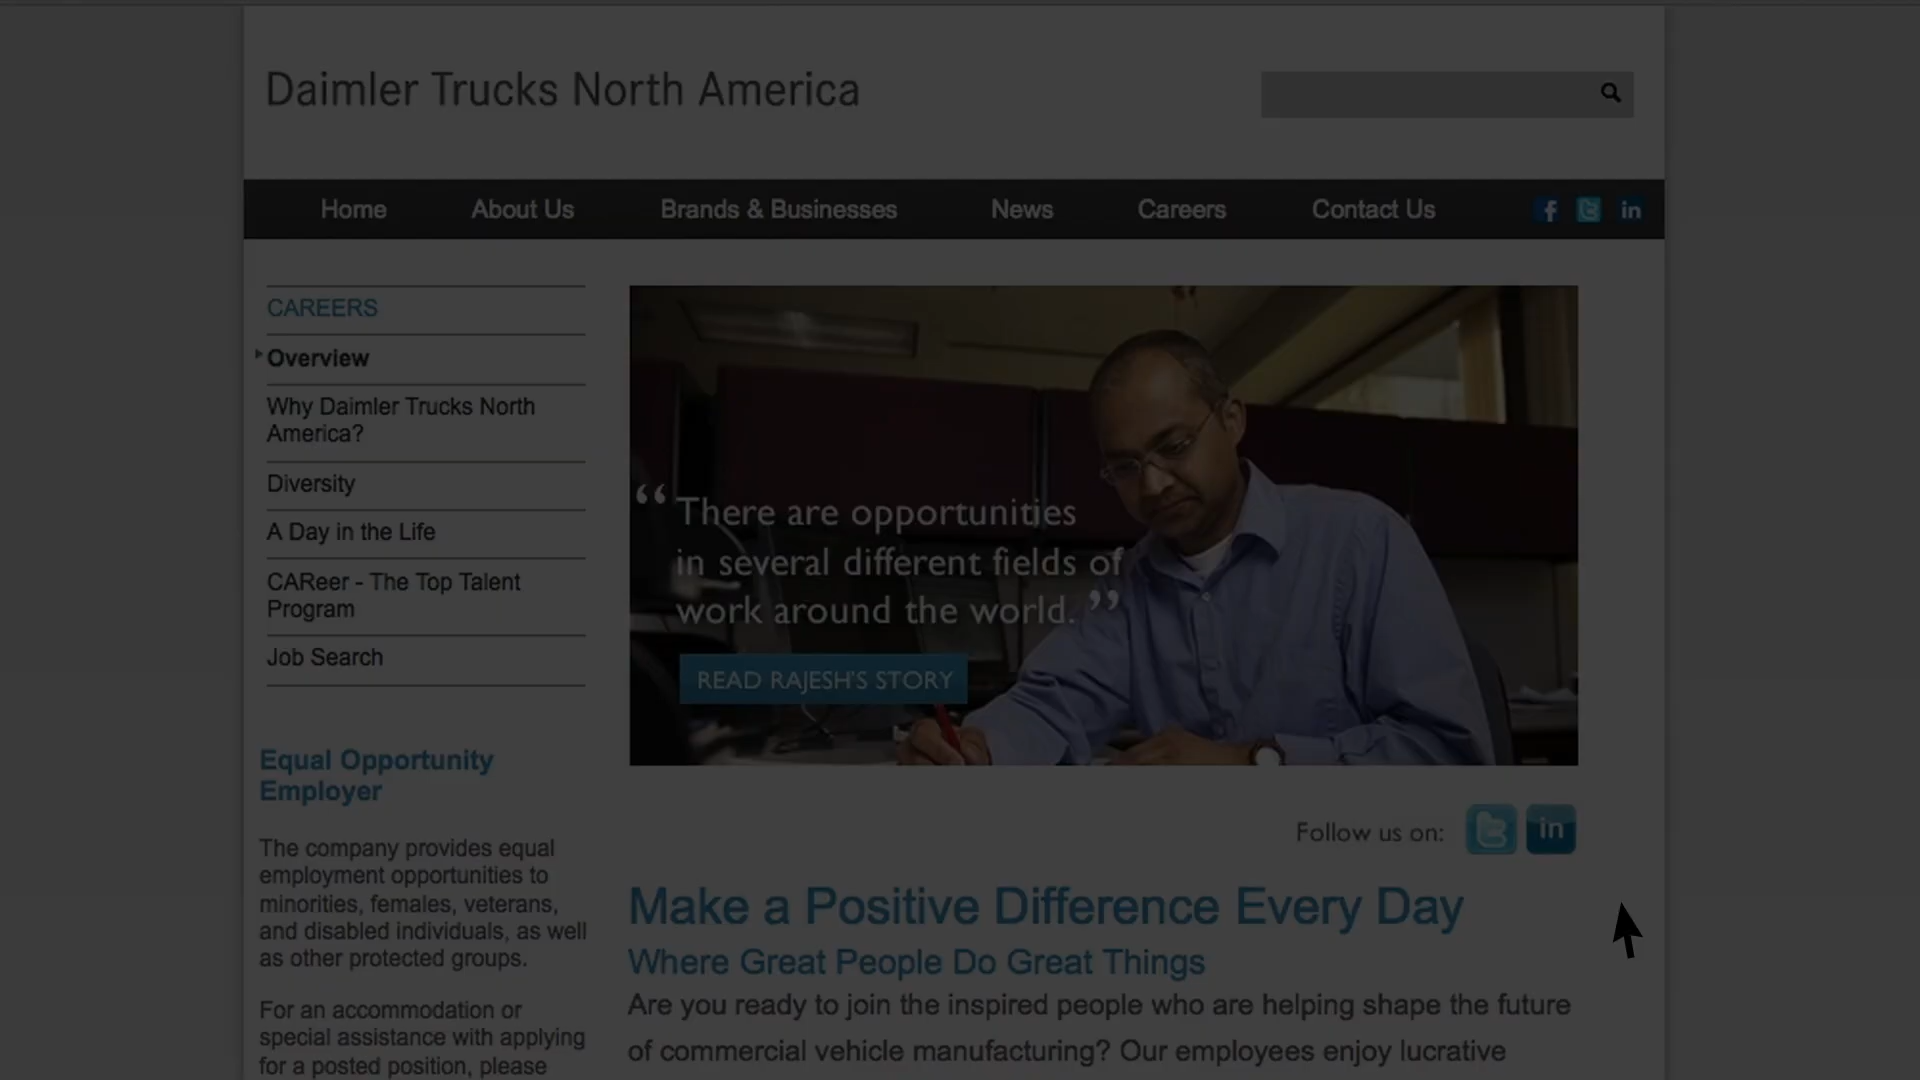 Daimler Trucks North America
Home About Us Brands & Businesses News Careers Contact Us
CAREERS
Overview
Why Daimler Trucks North
America?
Diversity
A Day in the Life
CAReer - The Top Talent
Program
Job Search
Equal Opportunity
Employer
The company provides equal
employment opportunities to
minorities, females, veterans,
and disabled individuals, as well
as other protected groups.
For an accommodation or
special assistance with applying
for a posted position, please
“There are opportunities
in several different fields of
work around the world.”
READ RAJESH'S STORY
Follow us on:
Make a Positive Difference Every Day
Where Great People Do Great Things
Are you ready to join the inspired people who are helping shape the future
of commercial vehicle manufacturing? Our employees enjoy lucrative